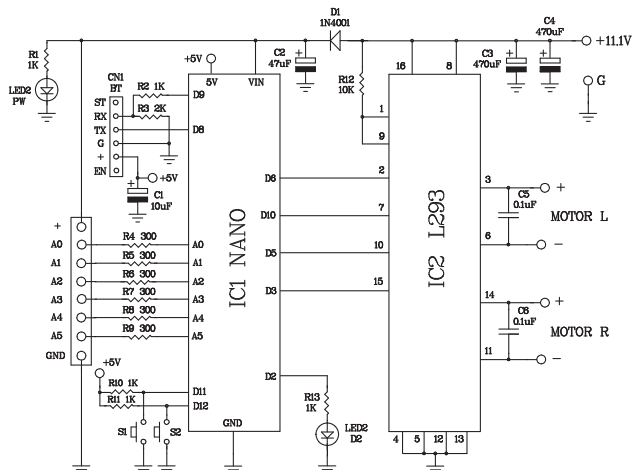 D1
1N4001
C4
470uF
+11.1V
R1
1K
+5V
C2
47uF
C3
470uF
CN1
BT
5V
VIN
16
8
R12
10K
G
LED2
PW
ST
RX
TX
G
+
EN
R2 1K
R3 2K
D9
D8
1
9
+5V
C1
10uF
D6
2
D10
7
D5
10
D3
15
IC1 NANO
IC2 L293
3
C5
0.1uF
+
MOTOR L
6
-
14
C6
0.1uF
+
MOTOR R
11
-
+
A0
A1
A2
A3
A4
A5
GND
R4 300
R5 300
R6 300
R7 300
R8 300
R9 300
A0
A1
A2
A3
A4
A5
+5V
R10 1K
R11 1K
D11
D12
S1
S2
D2
R13
1K
LED2
D2
GND
4
5
12
13